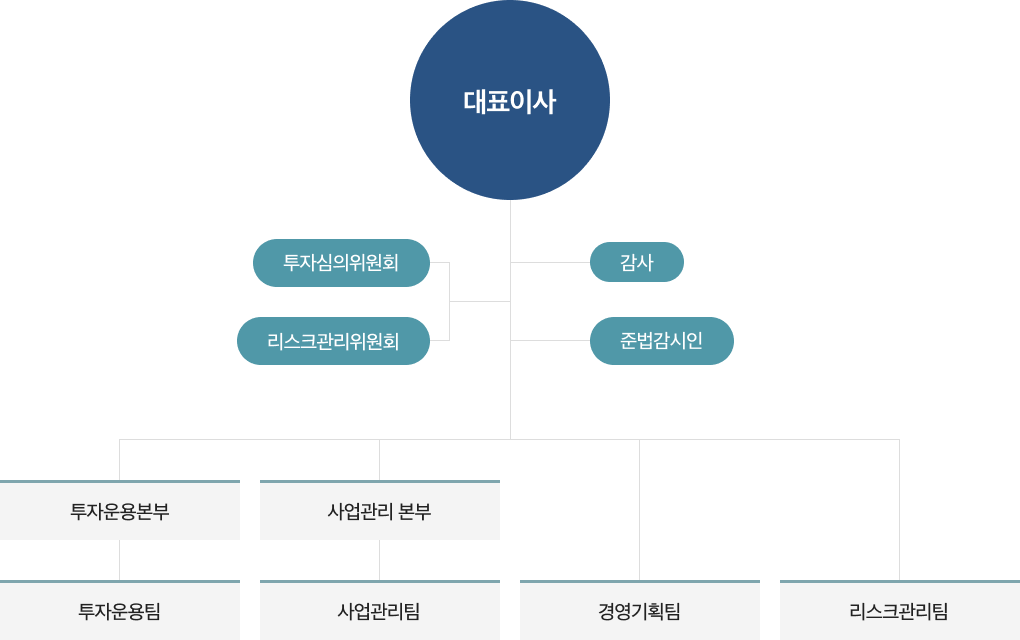 대표이사
투자심의위원회
감사
리스크관리위원회
준법감시인
투자운용본부
사업관리 본부
투자운용팀
사업관리팀
경영기획팀
리스크관리팀